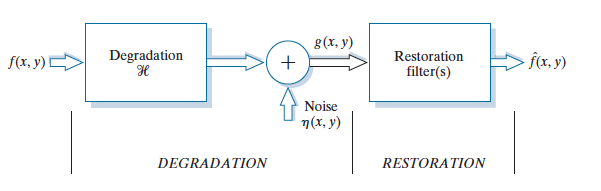 f(x, y)
Degradation
ℋ
+
g(x, y)
Noise
η(x, y)
Restoration
filter(s)
f̂(x, y)
DEGRADATION
RESTORATION